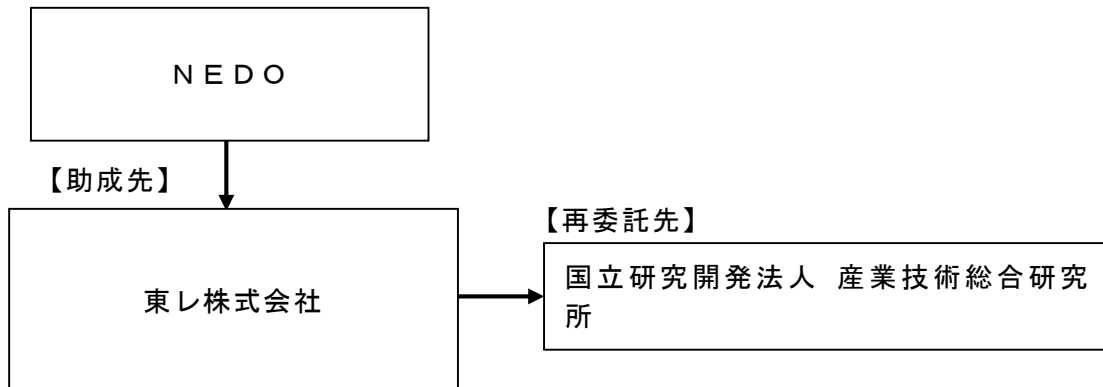 ＮＥＤＯ
【助成先】
東レ株式会社
【再委託先】
国立研究開発法人 産業技術総合研究
所